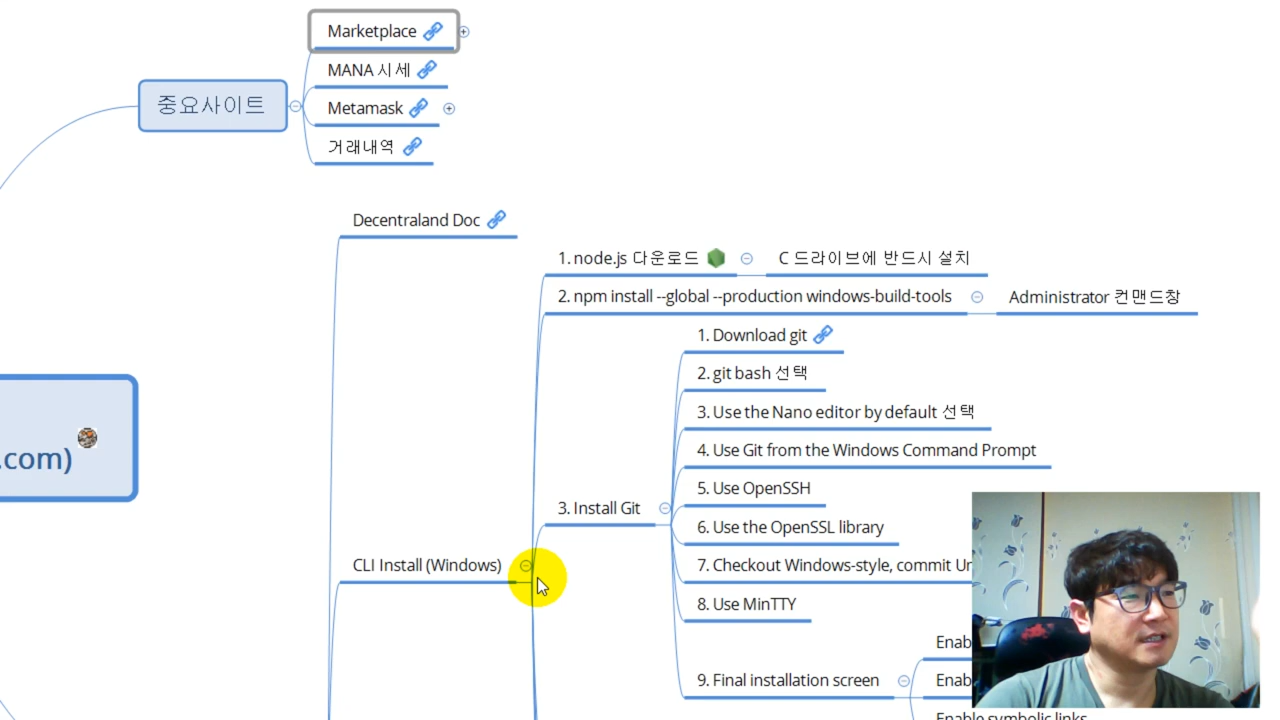 Marketplace
MANA 시세
중요사이트
Metamask
거래내역
Decentraland Doc
1. node.js 다운로드
C 드라이브에 반드시 설치
2. npm install --global --production windows-build-tools
Administrator 컨맨드창
1. Download git
2. git bash 선택
3. Use the Nano editor by default 선택
.com)
4. Use Git from the Windows Command Prompt
5. Use OpenSSH
3. Install Git
6. Use the OpenSSL library
CLI Install (Windows)
7. Checkout Windows-style, commit Un
8. Use MinTTY
Enab
9. Final installation screen
Enab
Enable symbolic links